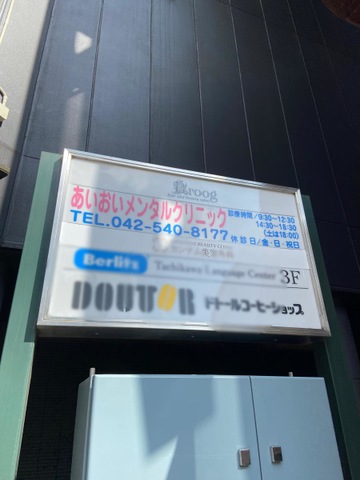 roog
あいおいメンタルクリニック 診療時間/9:30~12:30
14:30~18:30
TEL.042-540-8177 (土は18:00)
休診日/金・日・祝日
Berlitz Tachikawa Language Center 3F
DOUTOR ドトールコーヒーショップ